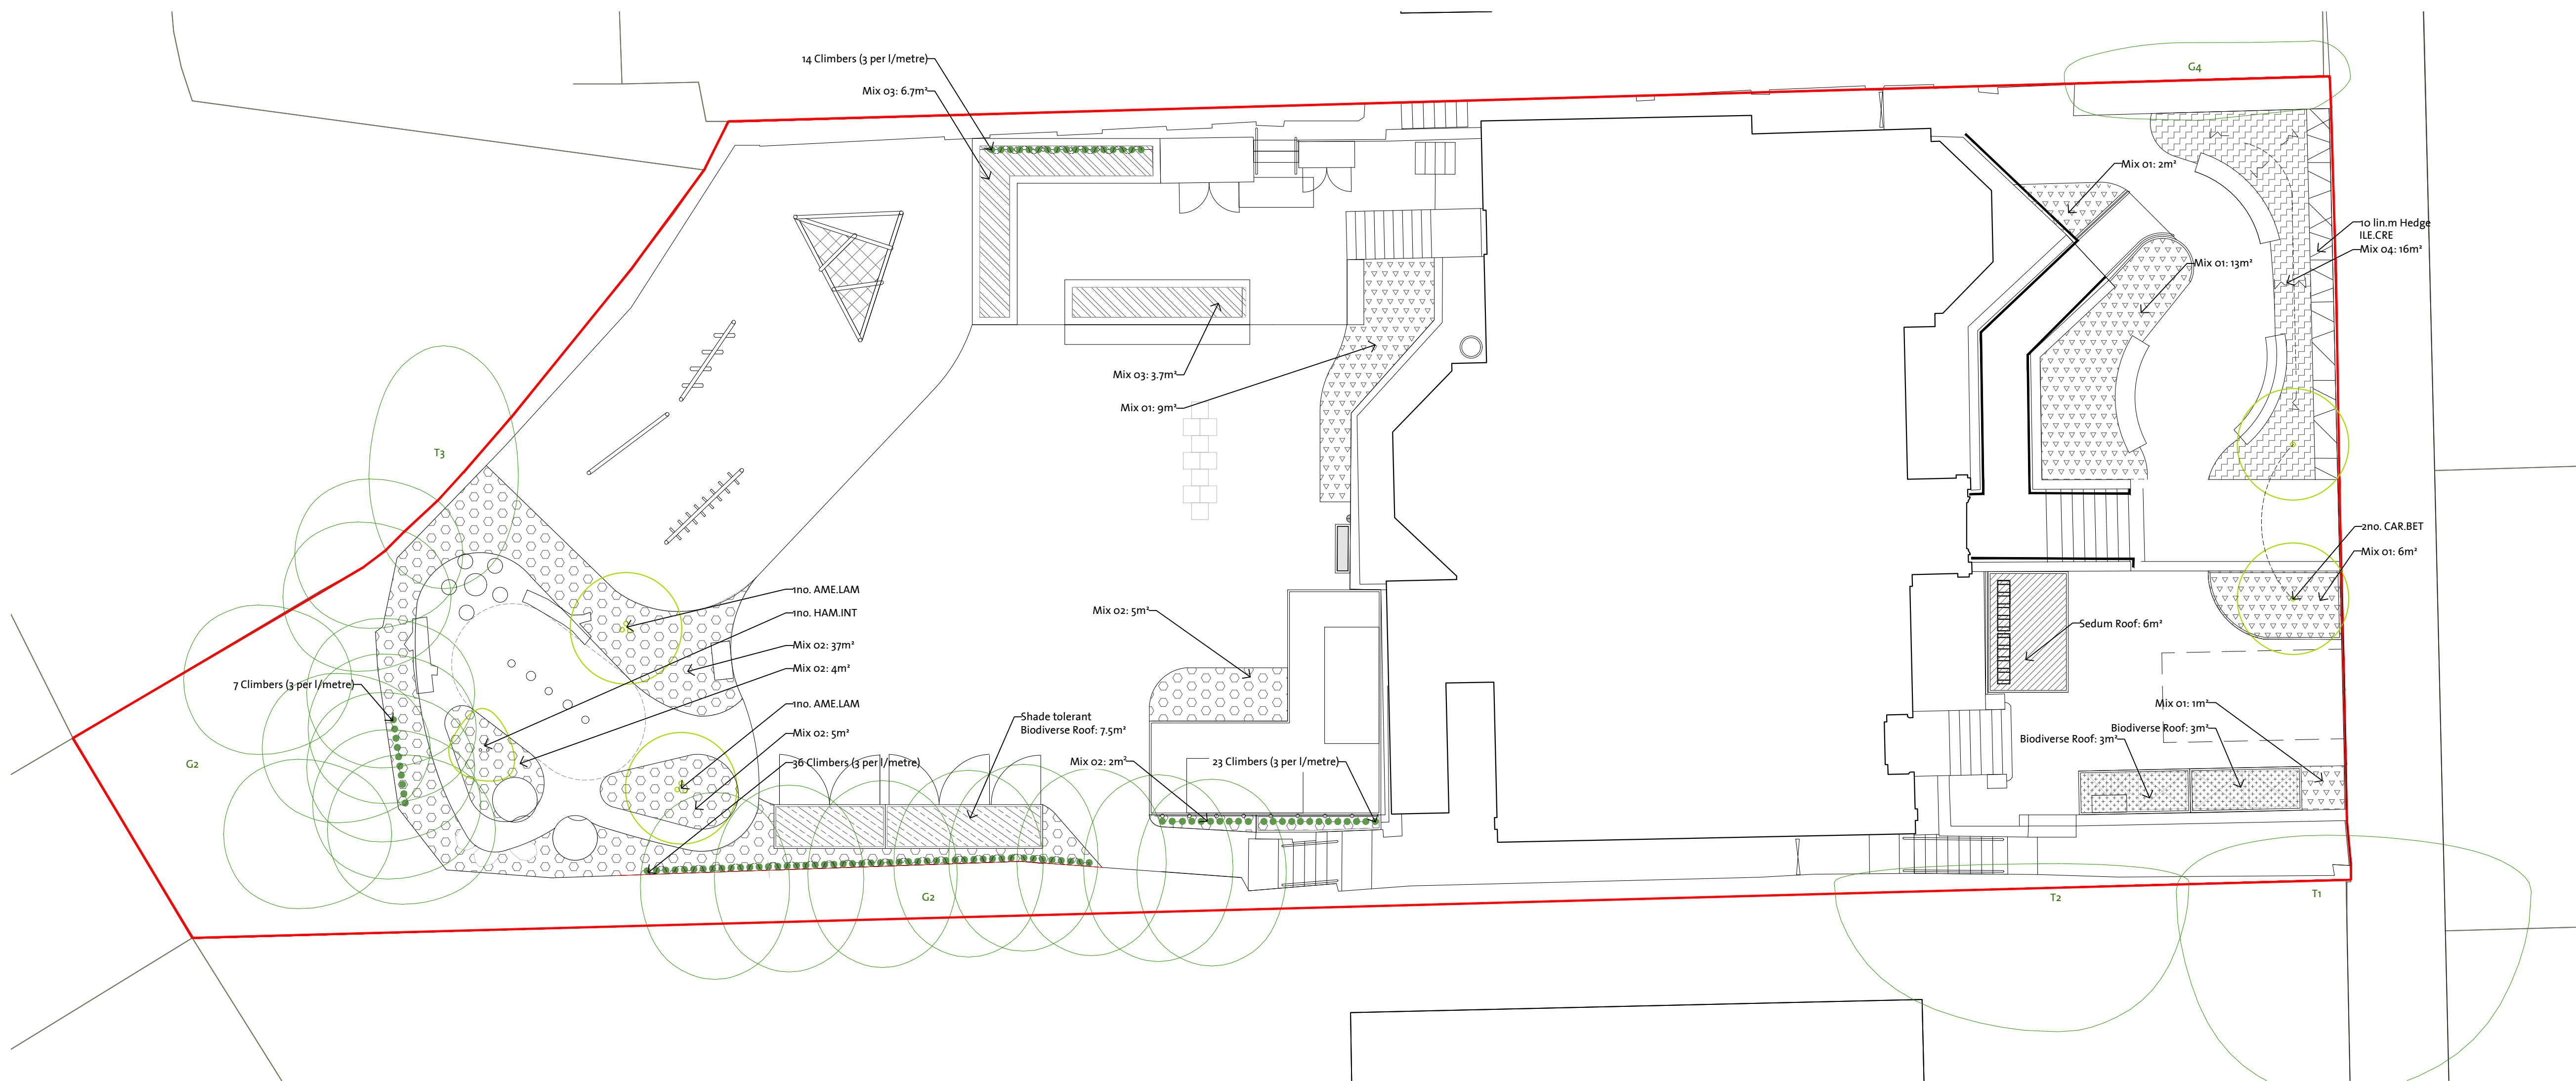 14 Climbers (3 per l/metre)
Mix 03: 6.7m²
G4
Mix 01: 2m²
10 lin.m Hedge
ILE.CRE
Mix 04: 16m²
Mix 01: 13m²
Mix 03: 3.7m²
Mix 01: 9m²
T3
2no. CAR.BET
Mix 01: 6m²
1no. AME.LAM
1no. HAM.INT
Mix 02: 37m²
Mix 02: 4m²
7 Climbers (3 per l/metre)
1no. AME.LAM
Mix 02: 5m²
36 Climbers (3 per l/metre)
Mix 02: 5m²
Shade tolerant
Biodiverse Roof: 7.5m²
Mix 02: 2m²
23 Climbers (3 per l/metre)
Sedum Roof: 6m²
Mix 01: 1m²
Biodiverse Roof: 3m²
Biodiverse Roof: 3m²
G2
G2
T2
T1